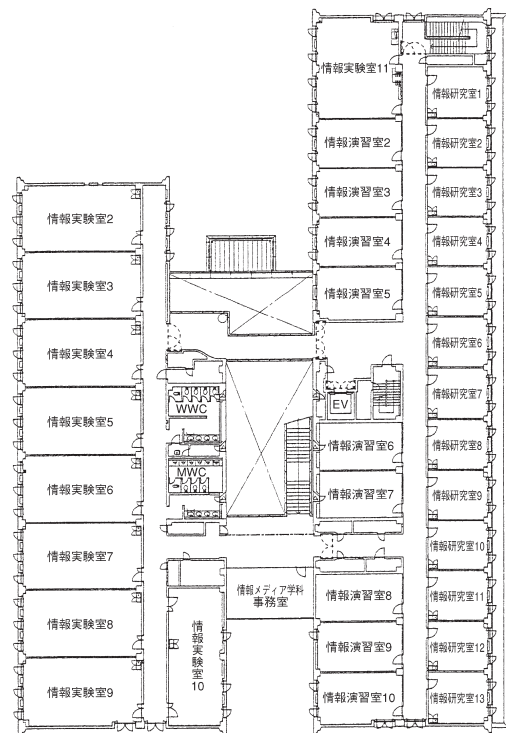 情報実験室11
情報研究室1
情報演習室2
情報研究室2
情報演習室3
情報研究室3
情報実験室2
情報演習室4
情報研究室4
情報実験室3
情報演習室5
情報研究室5
情報実験室4
情報研究室6
情報研究室7
WWC
EV
情報実験室5
情報演習室6
情報研究室8
MWC
情報実験室6
情報演習室7
情報研究室9
情報実験室7
情報研究室10
情報メディア学科
事務室
情報演習室8
情報研究室11
情報実験室8
情報実験室10
情報演習室9
情報研究室12
情報実験室9
情報演習室10
情報研究室13